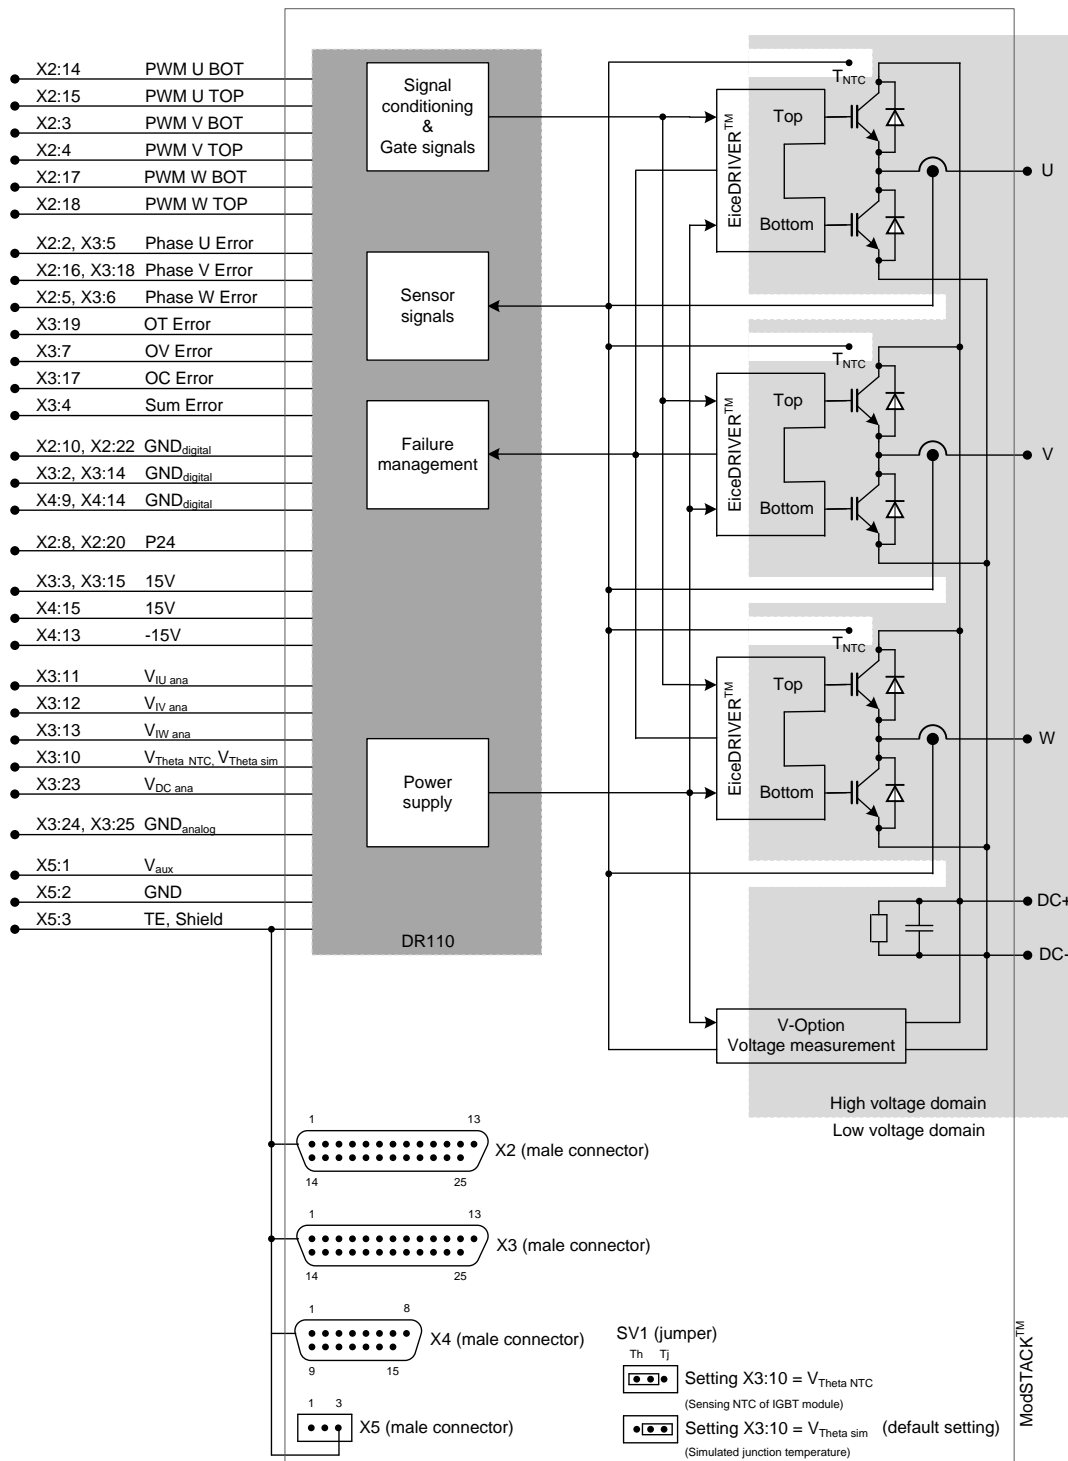 X2:14 PWM U BOT
X2:15 PWM U TOP
X2:3 PWM V BOT
X2:4 PWM V TOP
X2:17 PWM W BOT
X2:18 PWM W TOP
X2:2, X3:5 Phase U Error
X2:16, X3:18 Phase V Error
X2:5, X3:6 Phase W Error
X3:19 OT Error
X3:7 OV Error
X3:17 OC Error
X3:4 Sum Error
X2:10, X2:22 GNDdigital
X3:2, X3:14 GNDdigital
X4:9, X4:14 GNDdigital
X2:8, X2:20 P24
X3:3, X3:15 15V
X4:15 15V
X4:13 -15V
X3:11 VIU ana
X3:12 VIV ana
X3:13 VIW ana
X3:10 VTheta NTC, VTheta sim
X3:23 VDC ana
X3:24, X3:25 GNDanalog
X5:1 Vaux
X5:2 GND
X5:3 TE, Shield
Signal
conditioning
&
Gate signals
Sensor
signals
Failure
management
Power
supply
DR110
TNTC
EiceDRIVER™
Top
Bottom
U
TNTC
EiceDRIVER™
Top
Bottom
V
TNTC
EiceDRIVER™
Top
Bottom
W
DC+
DC-
V-Option
Voltage measurement
High voltage domain
Low voltage domain
1 13
X2 (male connector)
14 25
1 13
X3 (male connector)
14 25
1 8
X4 (male connector)
9 15
1 3
X5 (male connector)
SV1 (jumper)
Th Tj
Setting X3:10 = VTheta NTC
(Sensing NTC of IGBT module)
Setting X3:10 = VTheta sim (default setting)
(Simulated junction temperature)
ModSTACK™